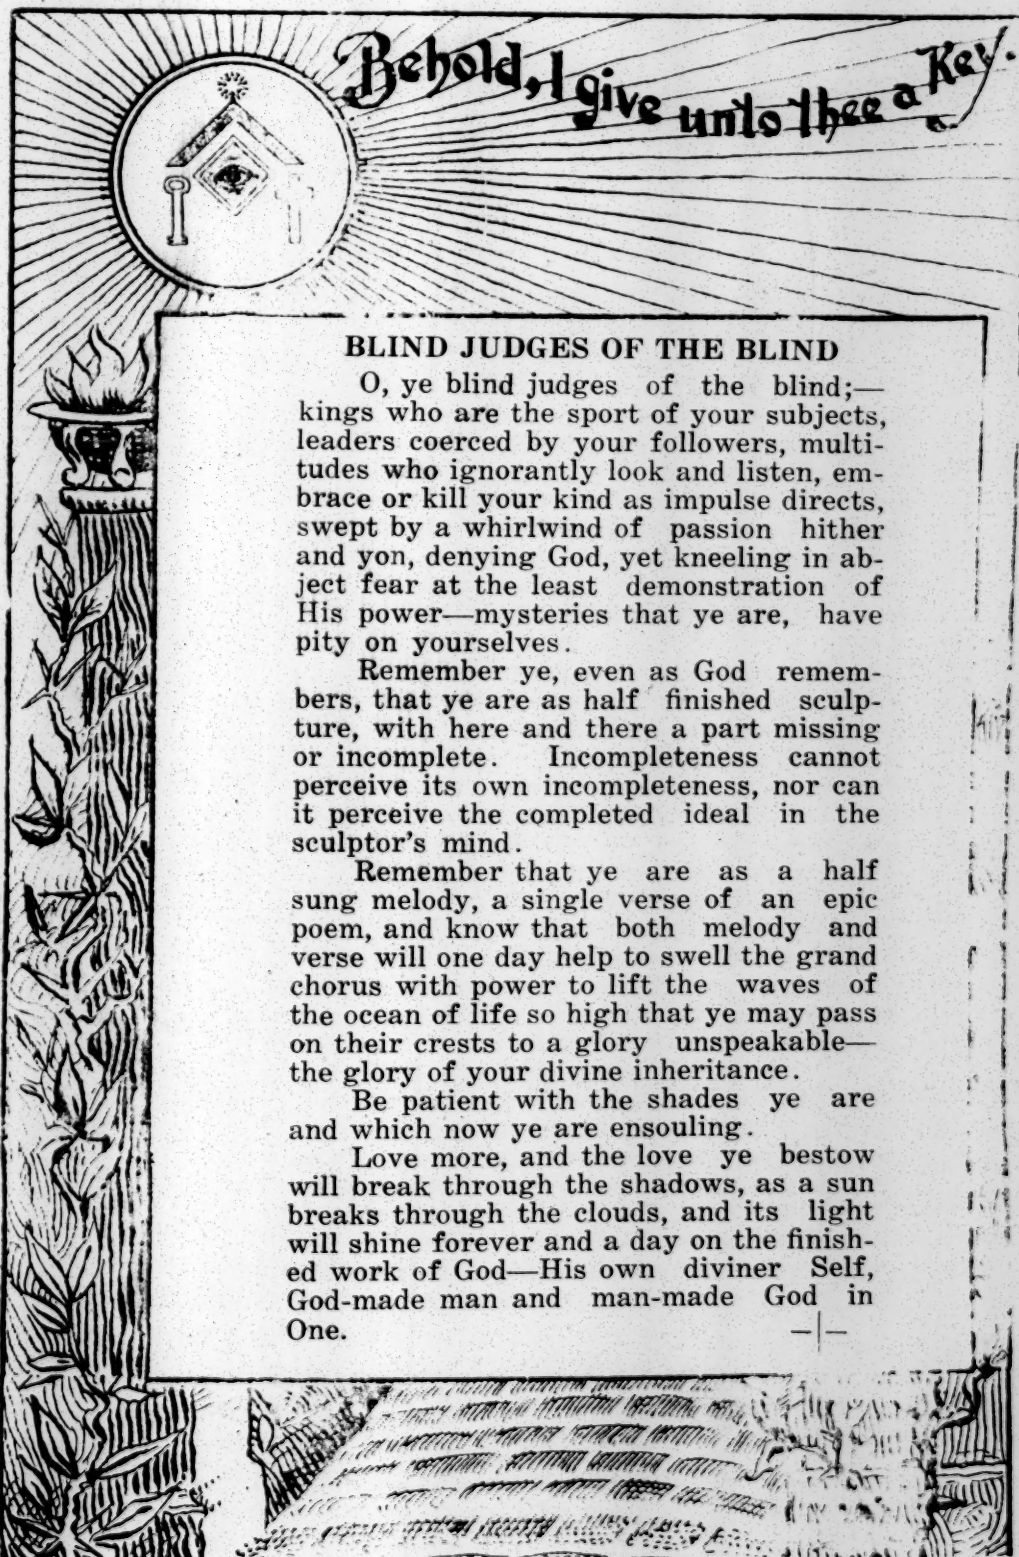 Behold, I give unto thee a Key.
BLIND JUDGES OF THE BLIND
O, ye blind judges of the blind;—
kings who are the sport of your subjects,
leaders coerced by your followers, multi-
tudes who ignorantly look and listen, em-
brace or kill your kind as impulse directs,
swept by a whirlwind of passion hither
and yon, denying God, yet kneeling in ab-
ject fear at the least demonstration of
His power—mysteries that ye are, have
pity on yourselves.
Remember ye, even as God remem-
bers, that ye are as half finished sculp-
ture, with here and there a part missing
or incomplete. Incompleteness cannot
perceive its own incompleteness, nor can
it perceive the completed ideal in the
sculptor's mind.
Remember that ye are as a half
sung melody, a single verse of an epic
poem, and know that both melody and
verse will one day help to swell the grand
chorus with power to lift the waves of
the ocean of life so high that ye may pass
on their crests to a glory unspeakable—
the glory of your divine inheritance.
Be patient with the shades ye are
and which now ye are ensouling.
Love more, and the love ye bestow
will break through the shadows, as a sun
breaks through the clouds, and its light
will shine forever and a day on the finish-
ed work of God—His own diviner Self,
God-made man and man-made God in
One.